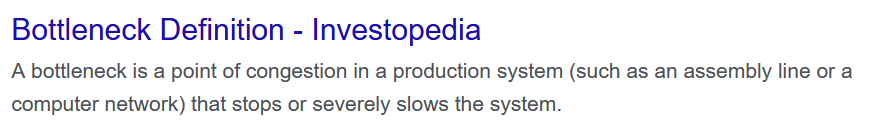 Bottleneck Definition - Investopedia
A bottleneck is a point of congestion in a production system (such as an assembly line or a
computer network) that stops or severely slows the system.